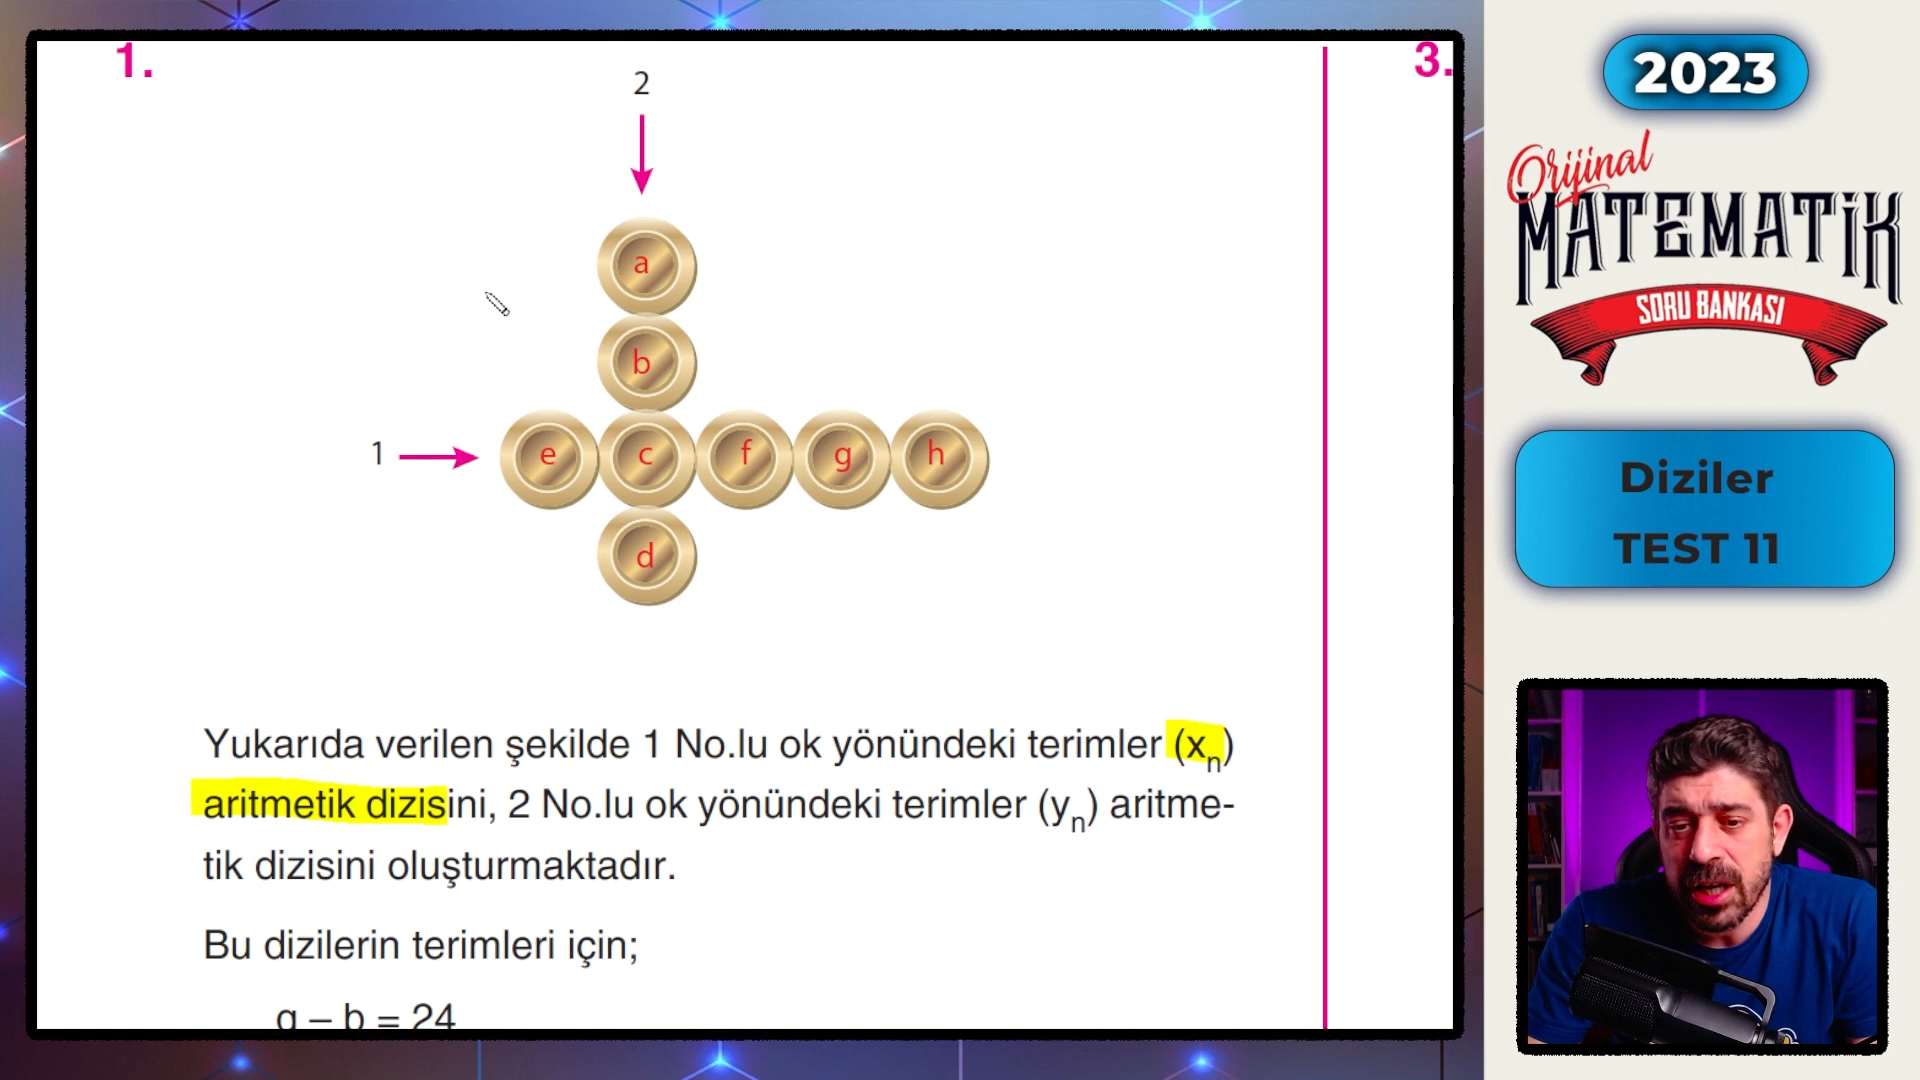 1.
3.
2
a
b
1
e c f g h
d
Yukarıda verilen şekilde 1 No.lu ok yönündeki terimler (xn)
aritmetik dizisini, 2 No.lu ok yönündeki terimler (yn) aritme-
tik dizisini oluşturmaktadır.
Bu dizilerin terimleri için;
– b = 24
2023
Orijinal
MATEMATİK
SORU BANKASI
Diziler
TEST 11